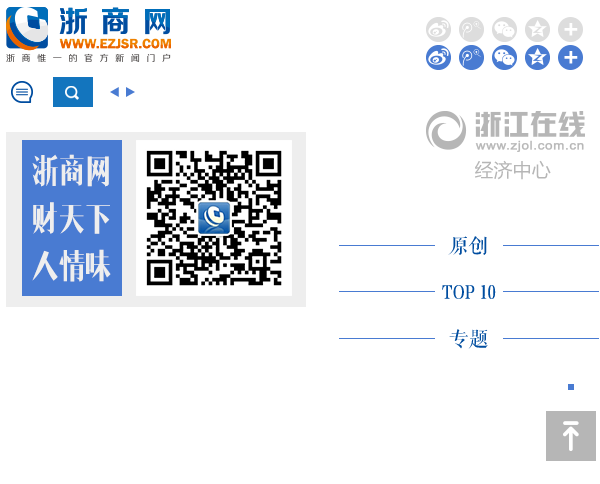 浙商网
WWW.EZJSR.COM
浙商惟一的官方新闻门户
浙江在线
www.zjol.com.cn
经济中心
浙商网
财天下
人情味
原创
TOP 10
专题